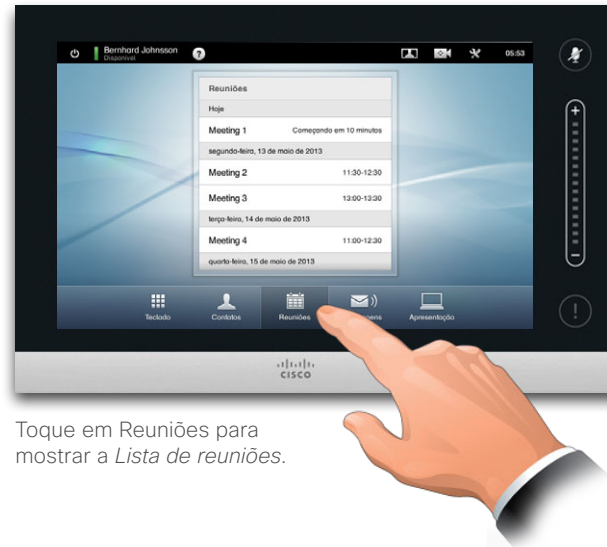 Bernhard Johnsson
Disponível
?
05:53
Reuniões
Hoje
Meeting 1 Começando em 10 minutos
segunda-feira, 13 de maio de 2013
Meeting 2 11:30-12:30
Meeting 3 13:00-13:30
terça-feira, 14 de maio de 2013
Meeting 4 11:00-12:30
quarta-feira, 15 de maio de 2013
Teclado Contatos Reuniões Apresentação
+
-
!
CISCO
Toque em Reuniões para
mostrar a Lista de reuniões.